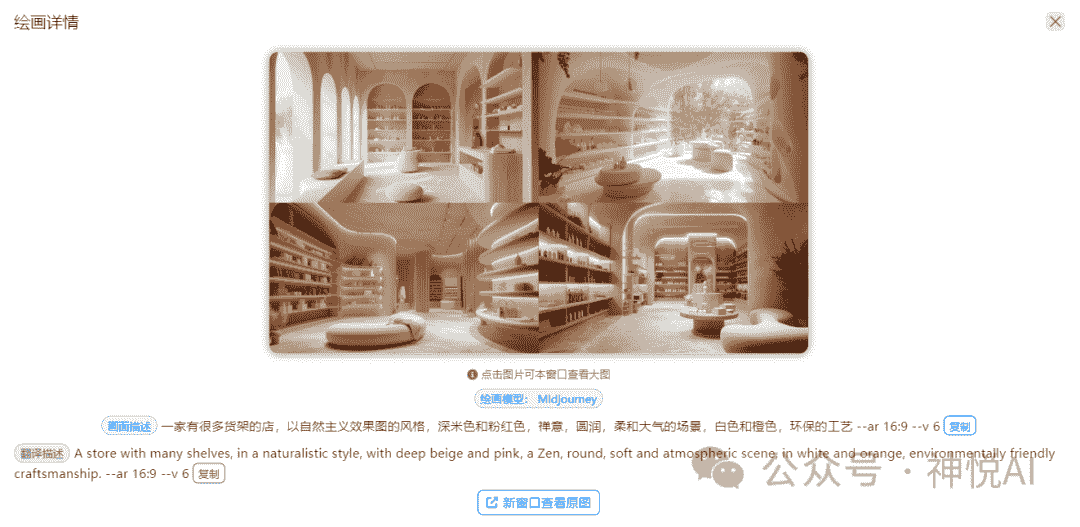 绘画详情
点击图片可本窗口查看大图
绘画模型： Midjourney
画面描述 一家有很多货架的店，以自然主义效果图的风格，深米色和粉红色，禅意，圆润，柔和大气的场景，白色和橙色，环保的工艺 --ar 16:9 --v 6 复制
翻译描述 A store with many shelves, in a naturalistic style, with deep beige and pink, a Zen, round, soft and atmospheric scene, in white and orange, environmentally friendly
craftsmanship. --ar 16:9 --v 6 复制
公众号 · 神悦AI
新窗口查看原图